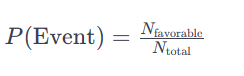 P(Event) = N_favorable / N_total